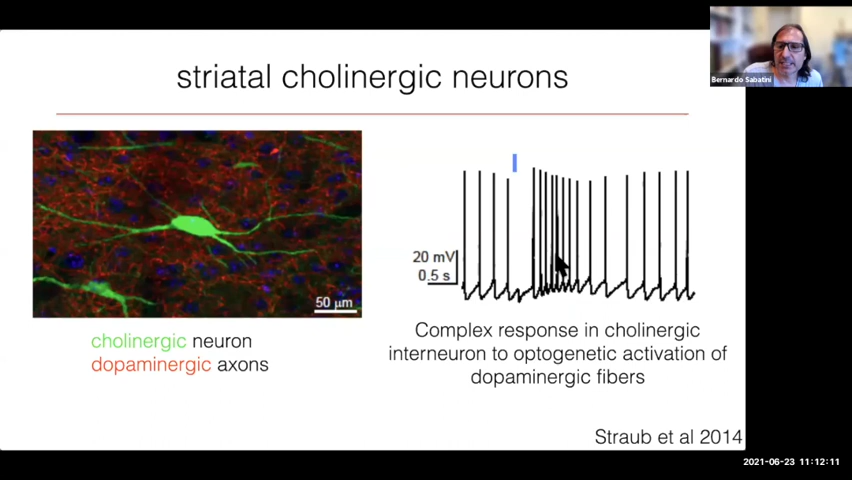 Bernardo Sabatini
striatal cholinergic neurons
50 μm
20 mV
0.5 s
cholinergic neuron
dopaminergic axons
Complex response in cholinergic
interneuron to optogenetic activation of
dopaminergic fibers
Straub et al 2014
2021-06-23 11:12:11